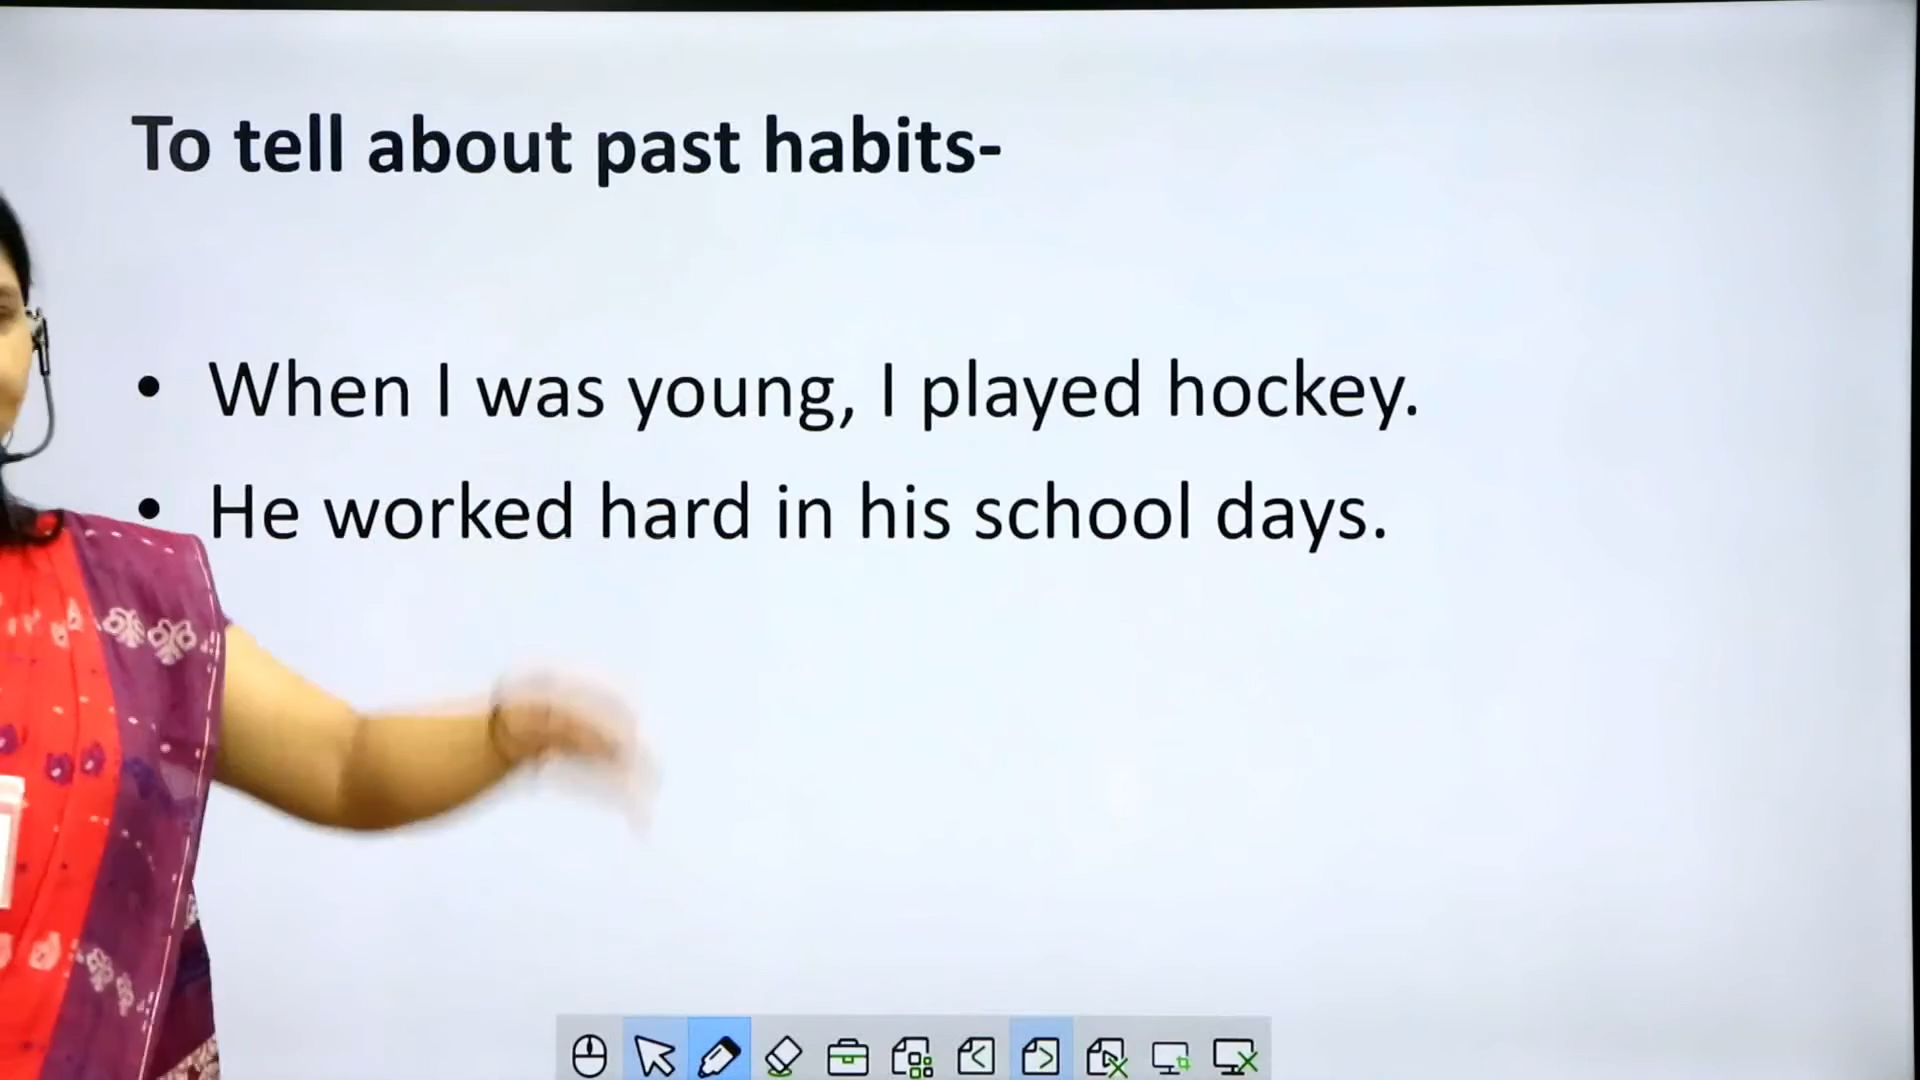 To tell about past habits-
• When I was young, I played hockey.
• He worked hard in his school days.